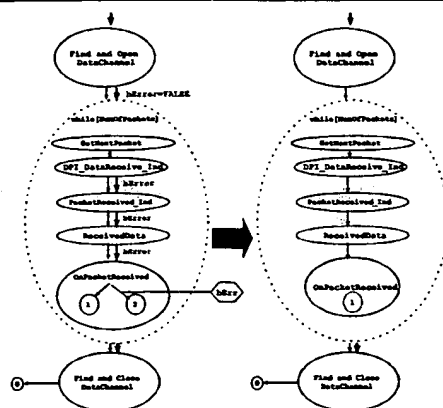 Find and Open
DataChannel
bError=FALSE
while[NumOfPackets]
GetNextPacket
DPI_DataReceive_Ind
bError
PacketReceived_Ind
bError
ReceivedData
bError
OnPacketReceived
1
2
bErr
Find and Close
DataChannel
0
Find and Open
DataChannel
while[NumOfPackets]
GetNextPacket
DPI_DataReceive_Ind
PacketReceived_Ind
ReceivedData
OnPacketReceived
1
Find and Close
DataChannel
0